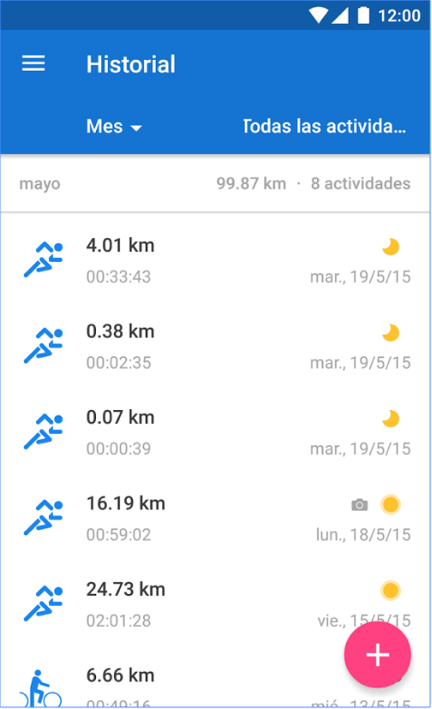 12:00
Historial
Mes
Todas las activida...
mayo 99.87 km · 8 actividades
4.01 km
00:33:43 mar., 19/5/15
0.38 km
00:02:35 mar., 19/5/15
0.07 km
00:00:39 mar., 19/5/15
16.19 km
00:59:02 lun., 18/5/15
24.73 km
02:01:28 vie., 15/5/15
6.66 km
00:49:16 mié., 13/5/15